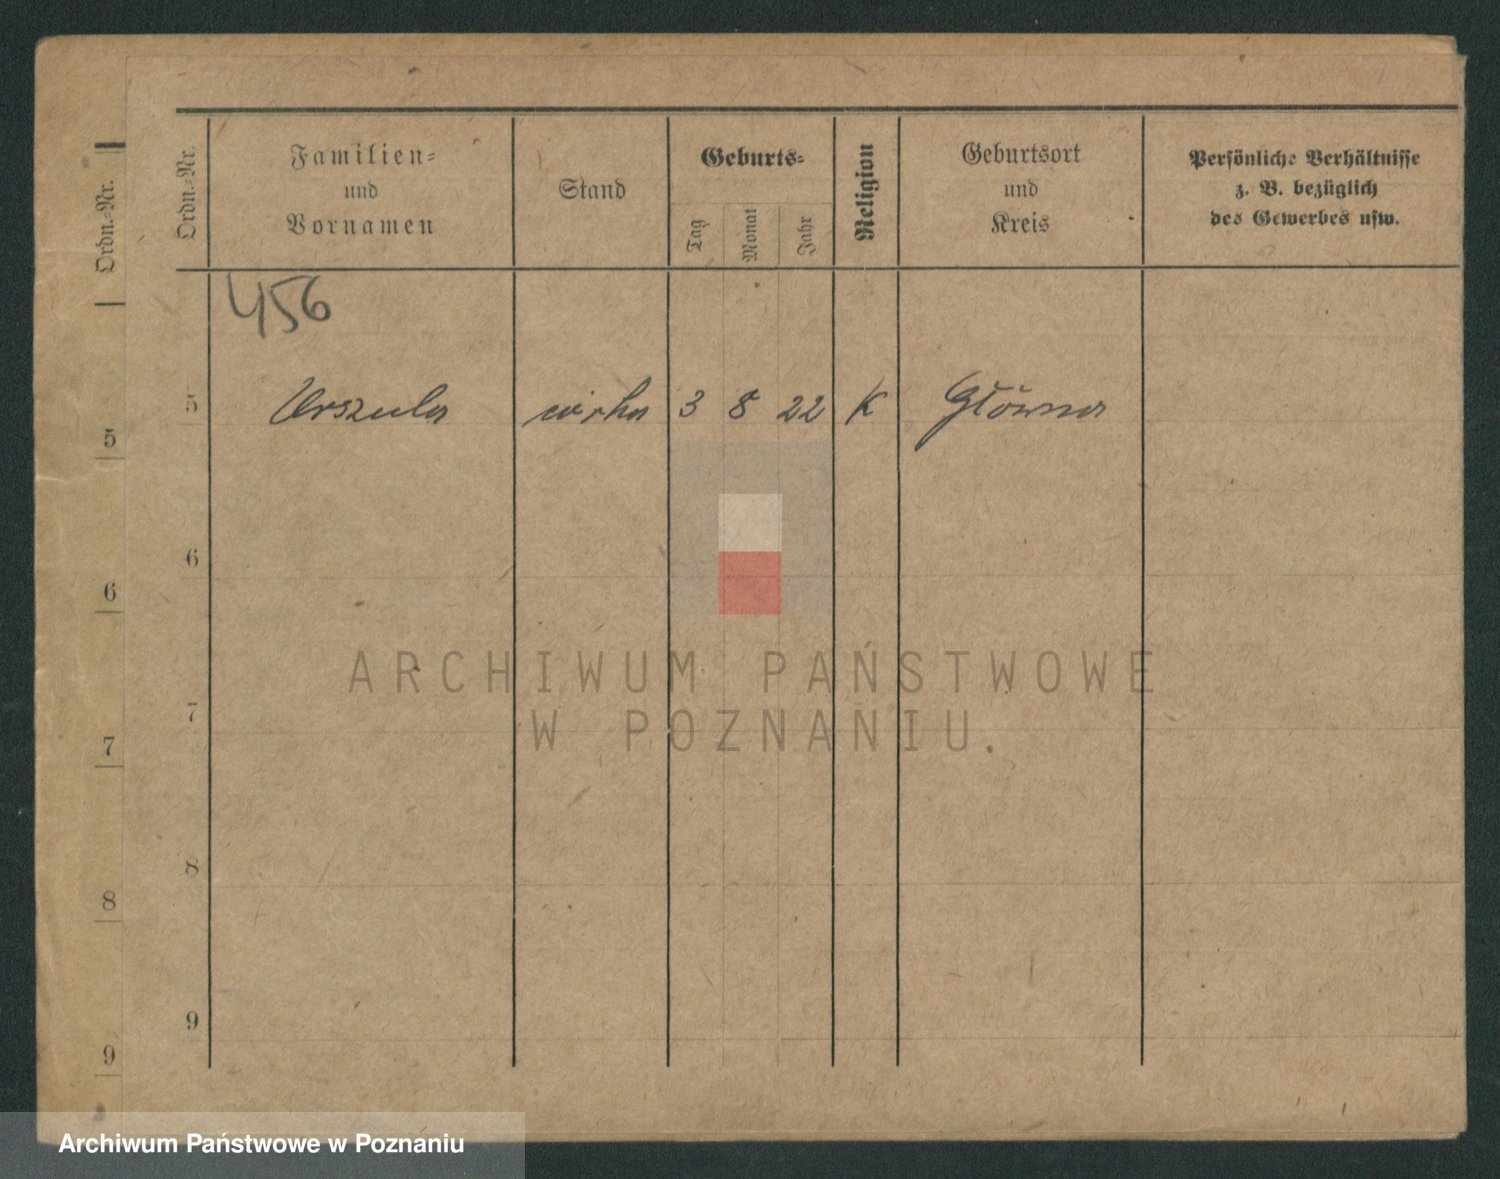 Ordn.=Nr.
Ordn.=Nr.
Familien=
und
Vornamen
Stand
Geburts=
Tag
Monat
Jahr
Religion
Geburtsort
und
Kreis
Persönliche Verhältnisse
z. B. bezüglich
des Gewerbes usw.
456
5 Urszula córka 3 8 22 K Główna
5
6
6
7
7
8
8
9
9
ARCHIWUM PAŃSTWOWE
W POZNANIU.
Archiwum Państwowe w Poznaniu